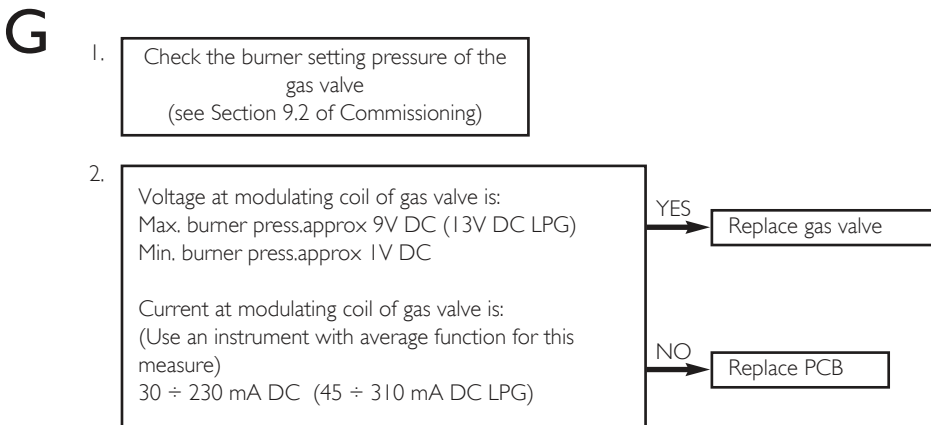 G
1.
Check the burner setting pressure of the
gas valve
(see Section 9.2 of Commissioning)
2.
Voltage at modulating coil of gas valve is:
Max. burner press.approx 9V DC (13V DC LPG)
Min. burner press.approx 1V DC
YES
Replace gas valve
Current at modulating coil of gas valve is:
(Use an instrument with average function for this
measure)
30 ÷ 230 mA DC (45 ÷ 310 mA DC LPG)
NO
Replace PCB